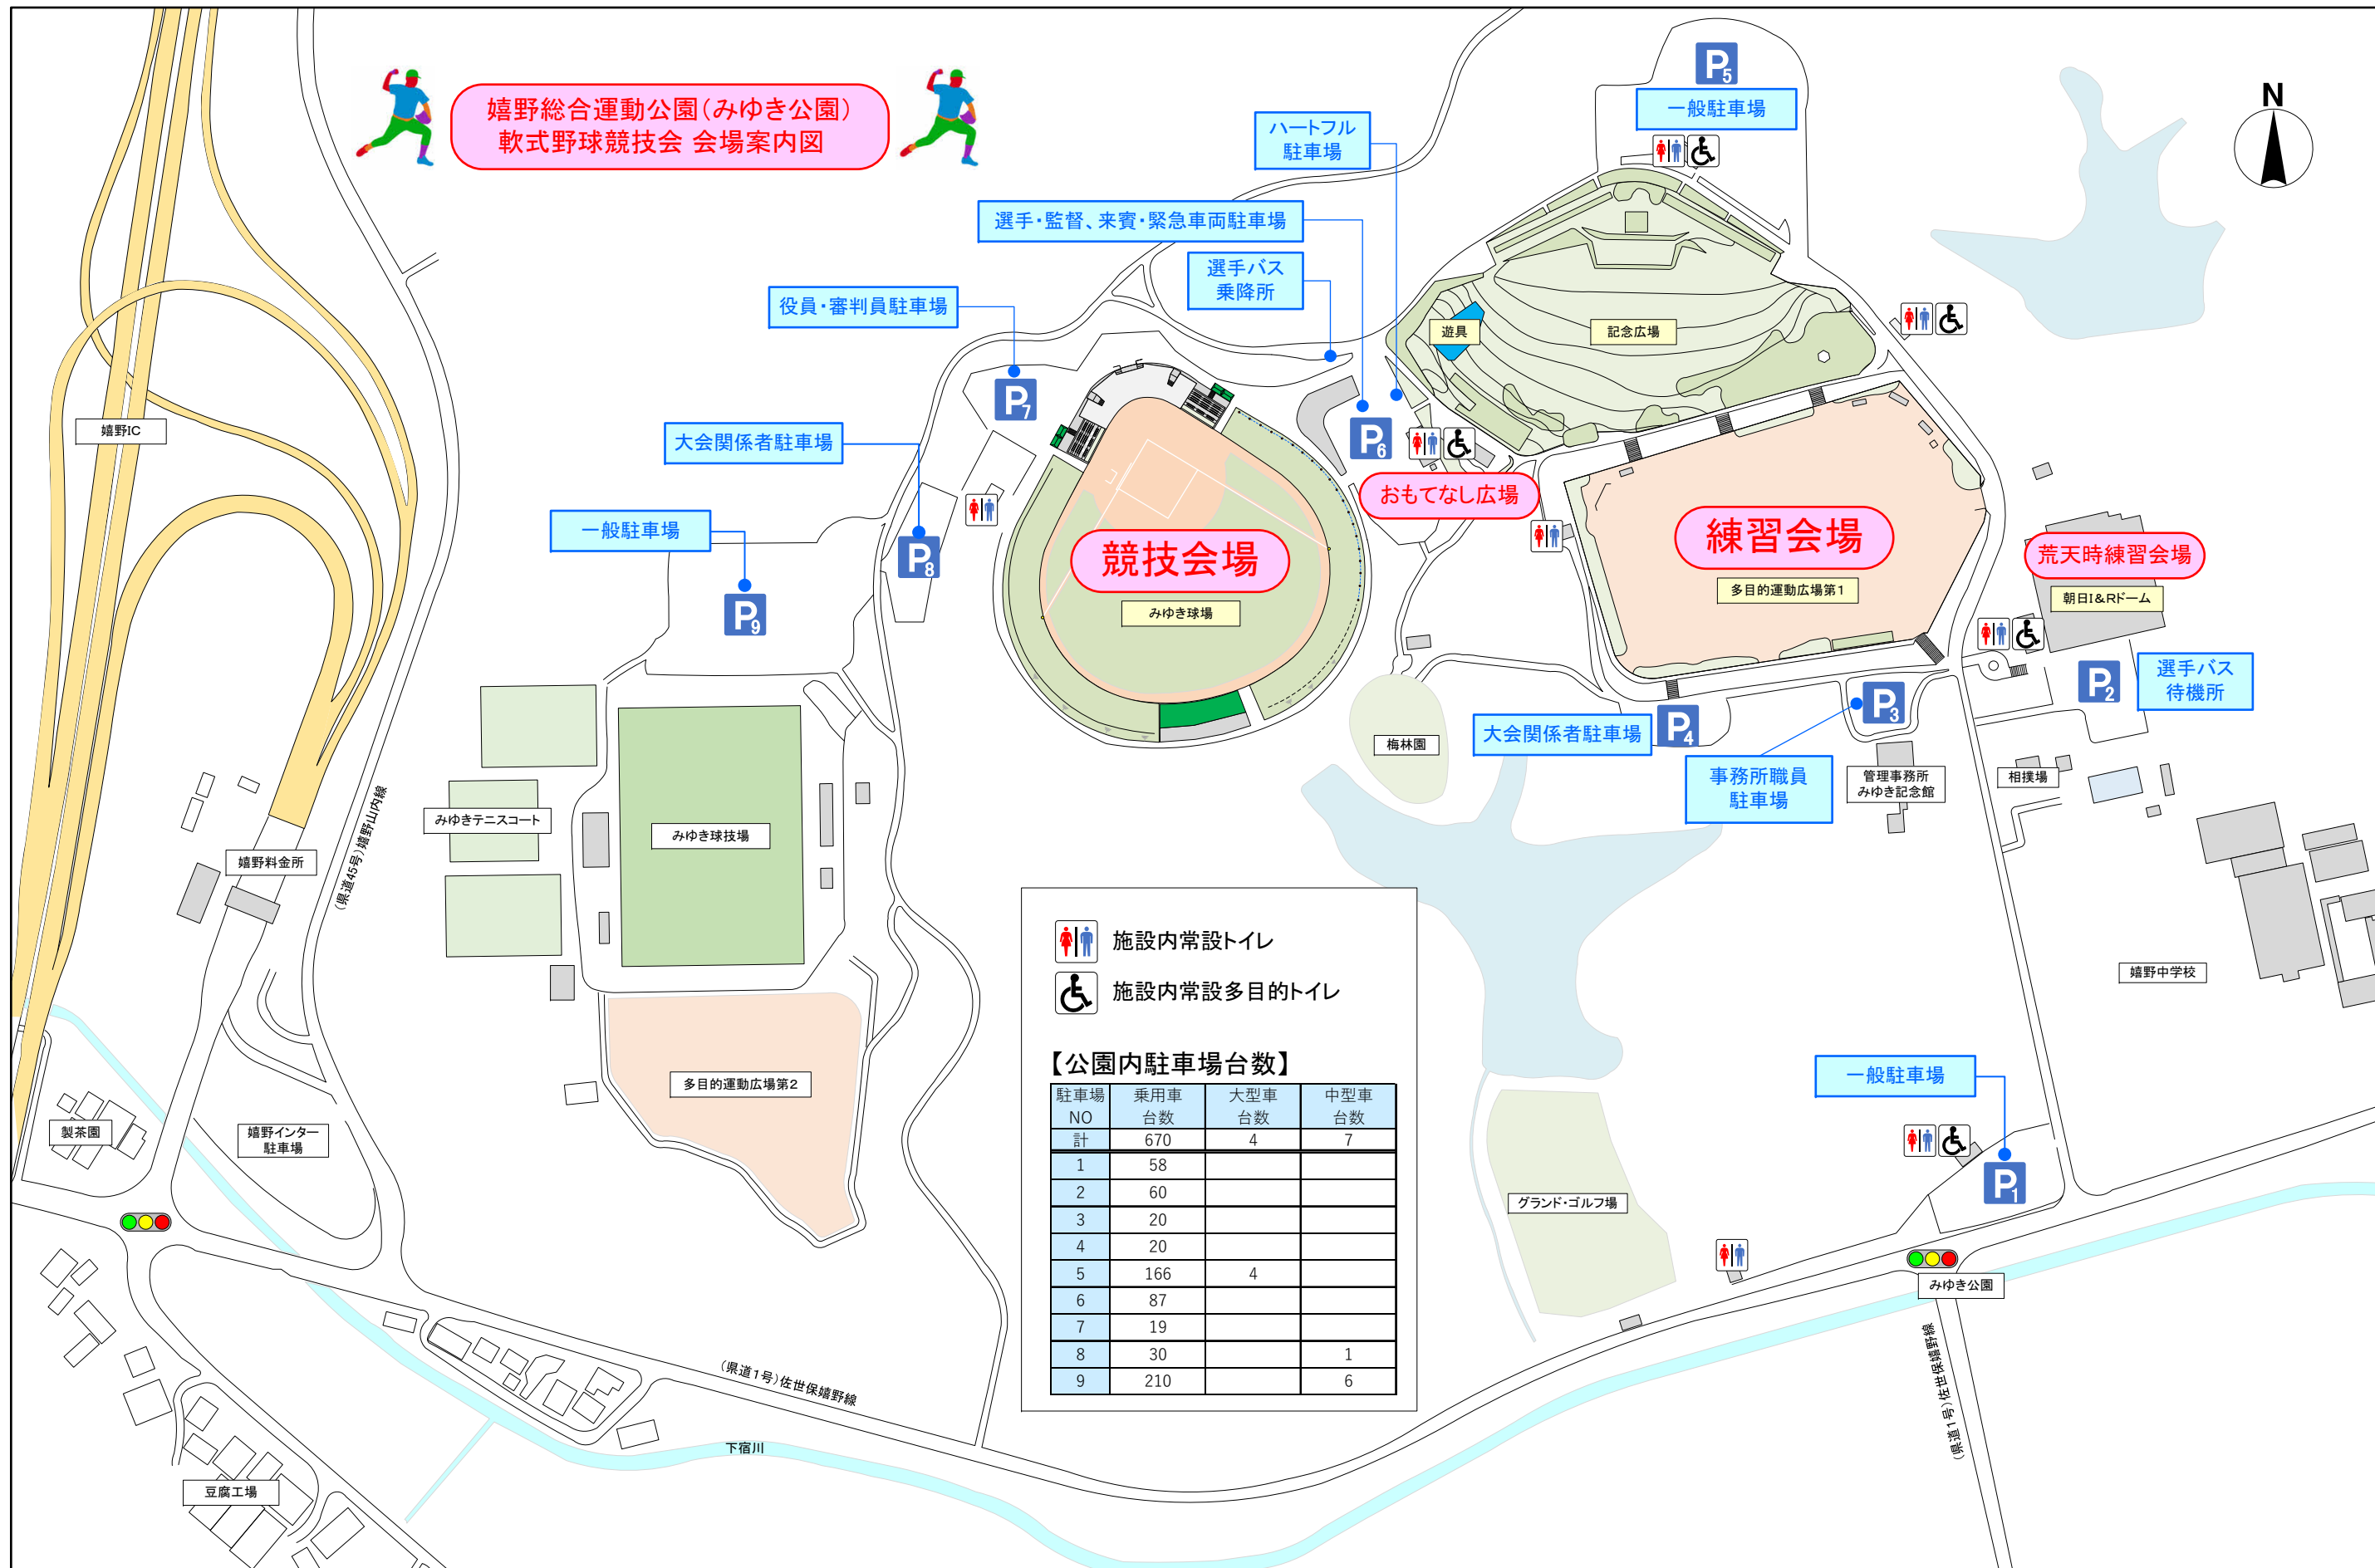 嬉野総合運動公園(みゆき公園)
軟式野球競技会 会場案内図
P5
一般駐車場
N
ハートフル
駐車場
選手・監督、来賓・緊急車両駐車場
選手バス
乗降所
役員・審判員駐車場
遊具
記念広場
P7
嬉野IC
大会関係者駐車場
P6
おもてなし広場
一般駐車場
P8
競技会場
みゆき球場
練習会場
多目的運動広場第1
荒天時練習会場
朝日I&Rドーム
P9
P2
選手バス
待機所
P3
P4
大会関係者駐車場
梅林園
事務所職員
駐車場
管理事務所
みゆき記念館
相撲場
みゆきテニスコート
みゆき球技場
嬉野料金所
(県道45号)嬉野山内線
施設内常設トイレ
施設内常設多目的トイレ
嬉野中学校
【公園内駐車場台数】
駐車場NO 乗用車台数 大型車台数 中型車台数
計 670 4 7
1 58
2 60
3 20
4 20
5 166 4
6 87
7 19
8 30 1
9 210 6
多目的運動広場第2
一般駐車場
P1
製茶園
嬉野インター
駐車場
グランド・ゴルフ場
みゆき公園
(県道1号)佐世保嬉野線
(県道1号)佐世保嬉野線
下宿川
豆腐工場